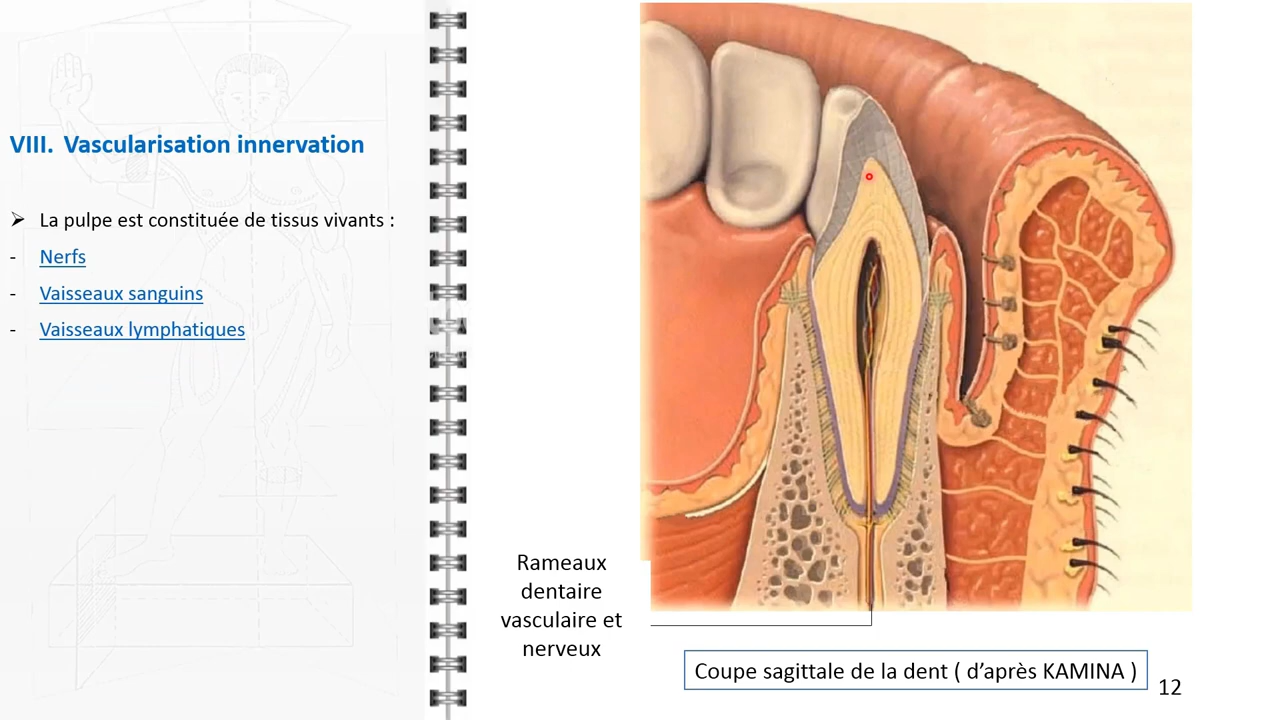 VIII. Vascularisation innervation
➢ La pulpe est constituée de tissus vivants :
- Nerfs
- Vaisseaux sanguins
- Vaisseaux lymphatiques
Rameaux
dentaire
vasculaire et
nerveux
Coupe sagittale de la dent ( d’après KAMINA )
12